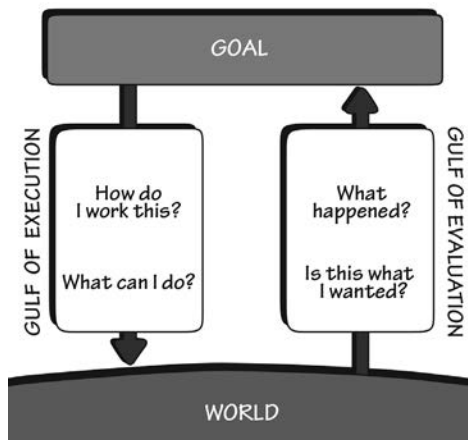 GOAL
GULF OF EXECUTION
How do
I work this?
What can I do?
What
happened?
Is this what
I wanted?
GULF OF EVALUATION
WORLD